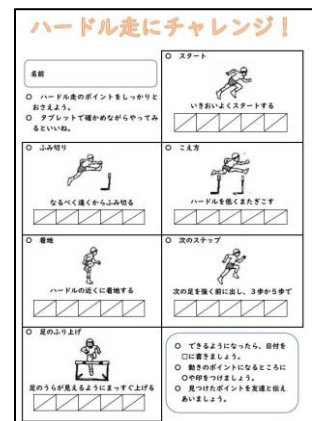 ハードル走にチャレンジ！
名前
○ ハードル走のポイントをしっかりと
おさえよう。
○ タブレットで確かめながらやってみ
るといいね。
○ スタート
いきおいよくスタートする
○ ふみ切り
なるべく遠くからふみ切る
○ こえ方
ハードルを低くまたぎこす
○ 着地
ハードルの近くに着地する
○ 次のステップ
次の足を強く前に出し、３歩か５歩で
○ 足のふり上げ
足のうらが見えるようにまっすぐ上げる
○ できるようになったら、日付を
□に書きましょう。
○ 動きのポイントになるところに
○や印をつけましょう。
○ 見つけたポイントを友達と伝え
あいましょう。